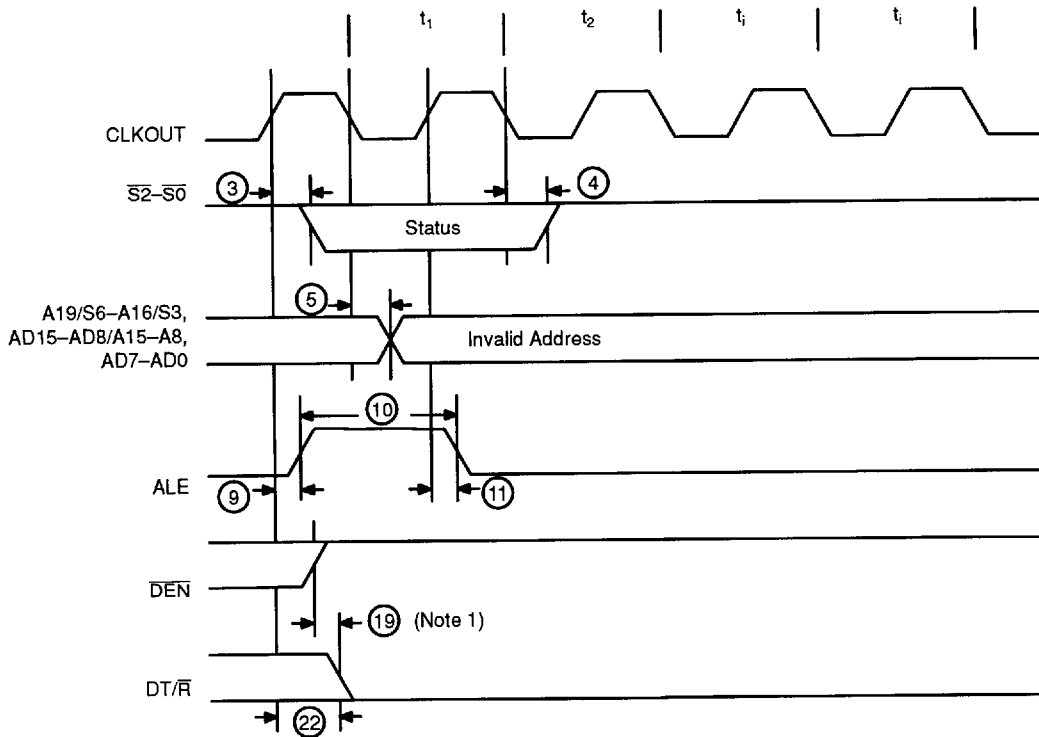 t1 t2 ti ti
CLKOUT
S2–S0
3
4
Status
A19/S6–A16/S3,
AD15–AD8/A15–A8,
AD7–AD0
5
Invalid Address
10
ALE
9
11
DEN
19 (Note 1)
DT/R
22